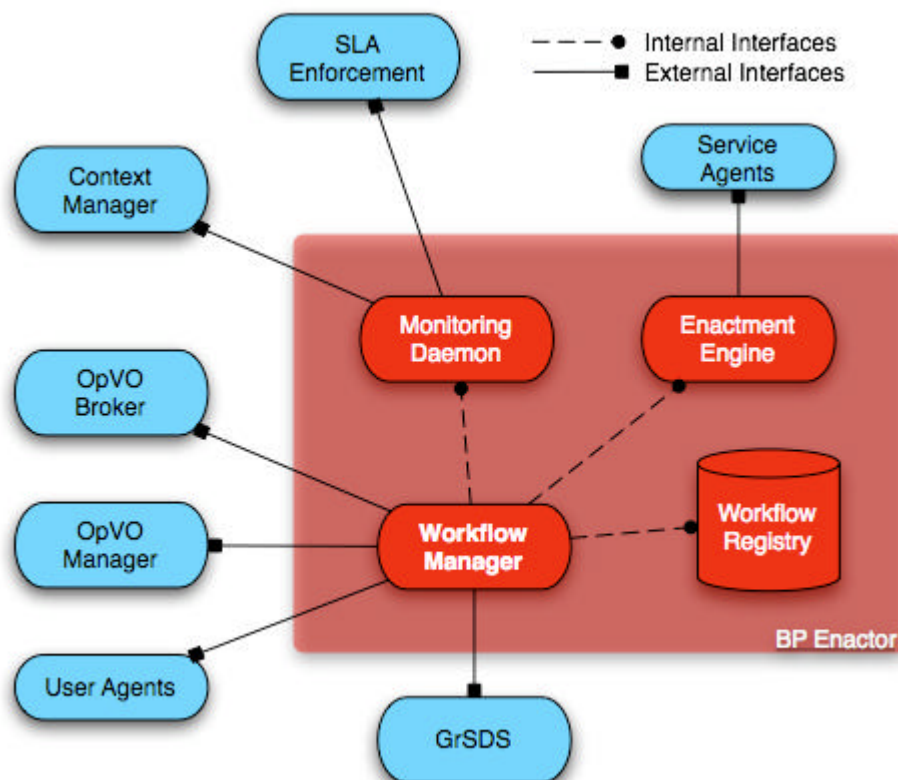 SLA
Enforcement
Internal Interfaces
External Interfaces
Service
Agents
Context
Manager
Monitoring
Daemon
Enactment
Engine
OpVO
Broker
Workflow
Registry
Workflow
Manager
OpVO
Manager
BP Enactor
User Agents
GrSDS